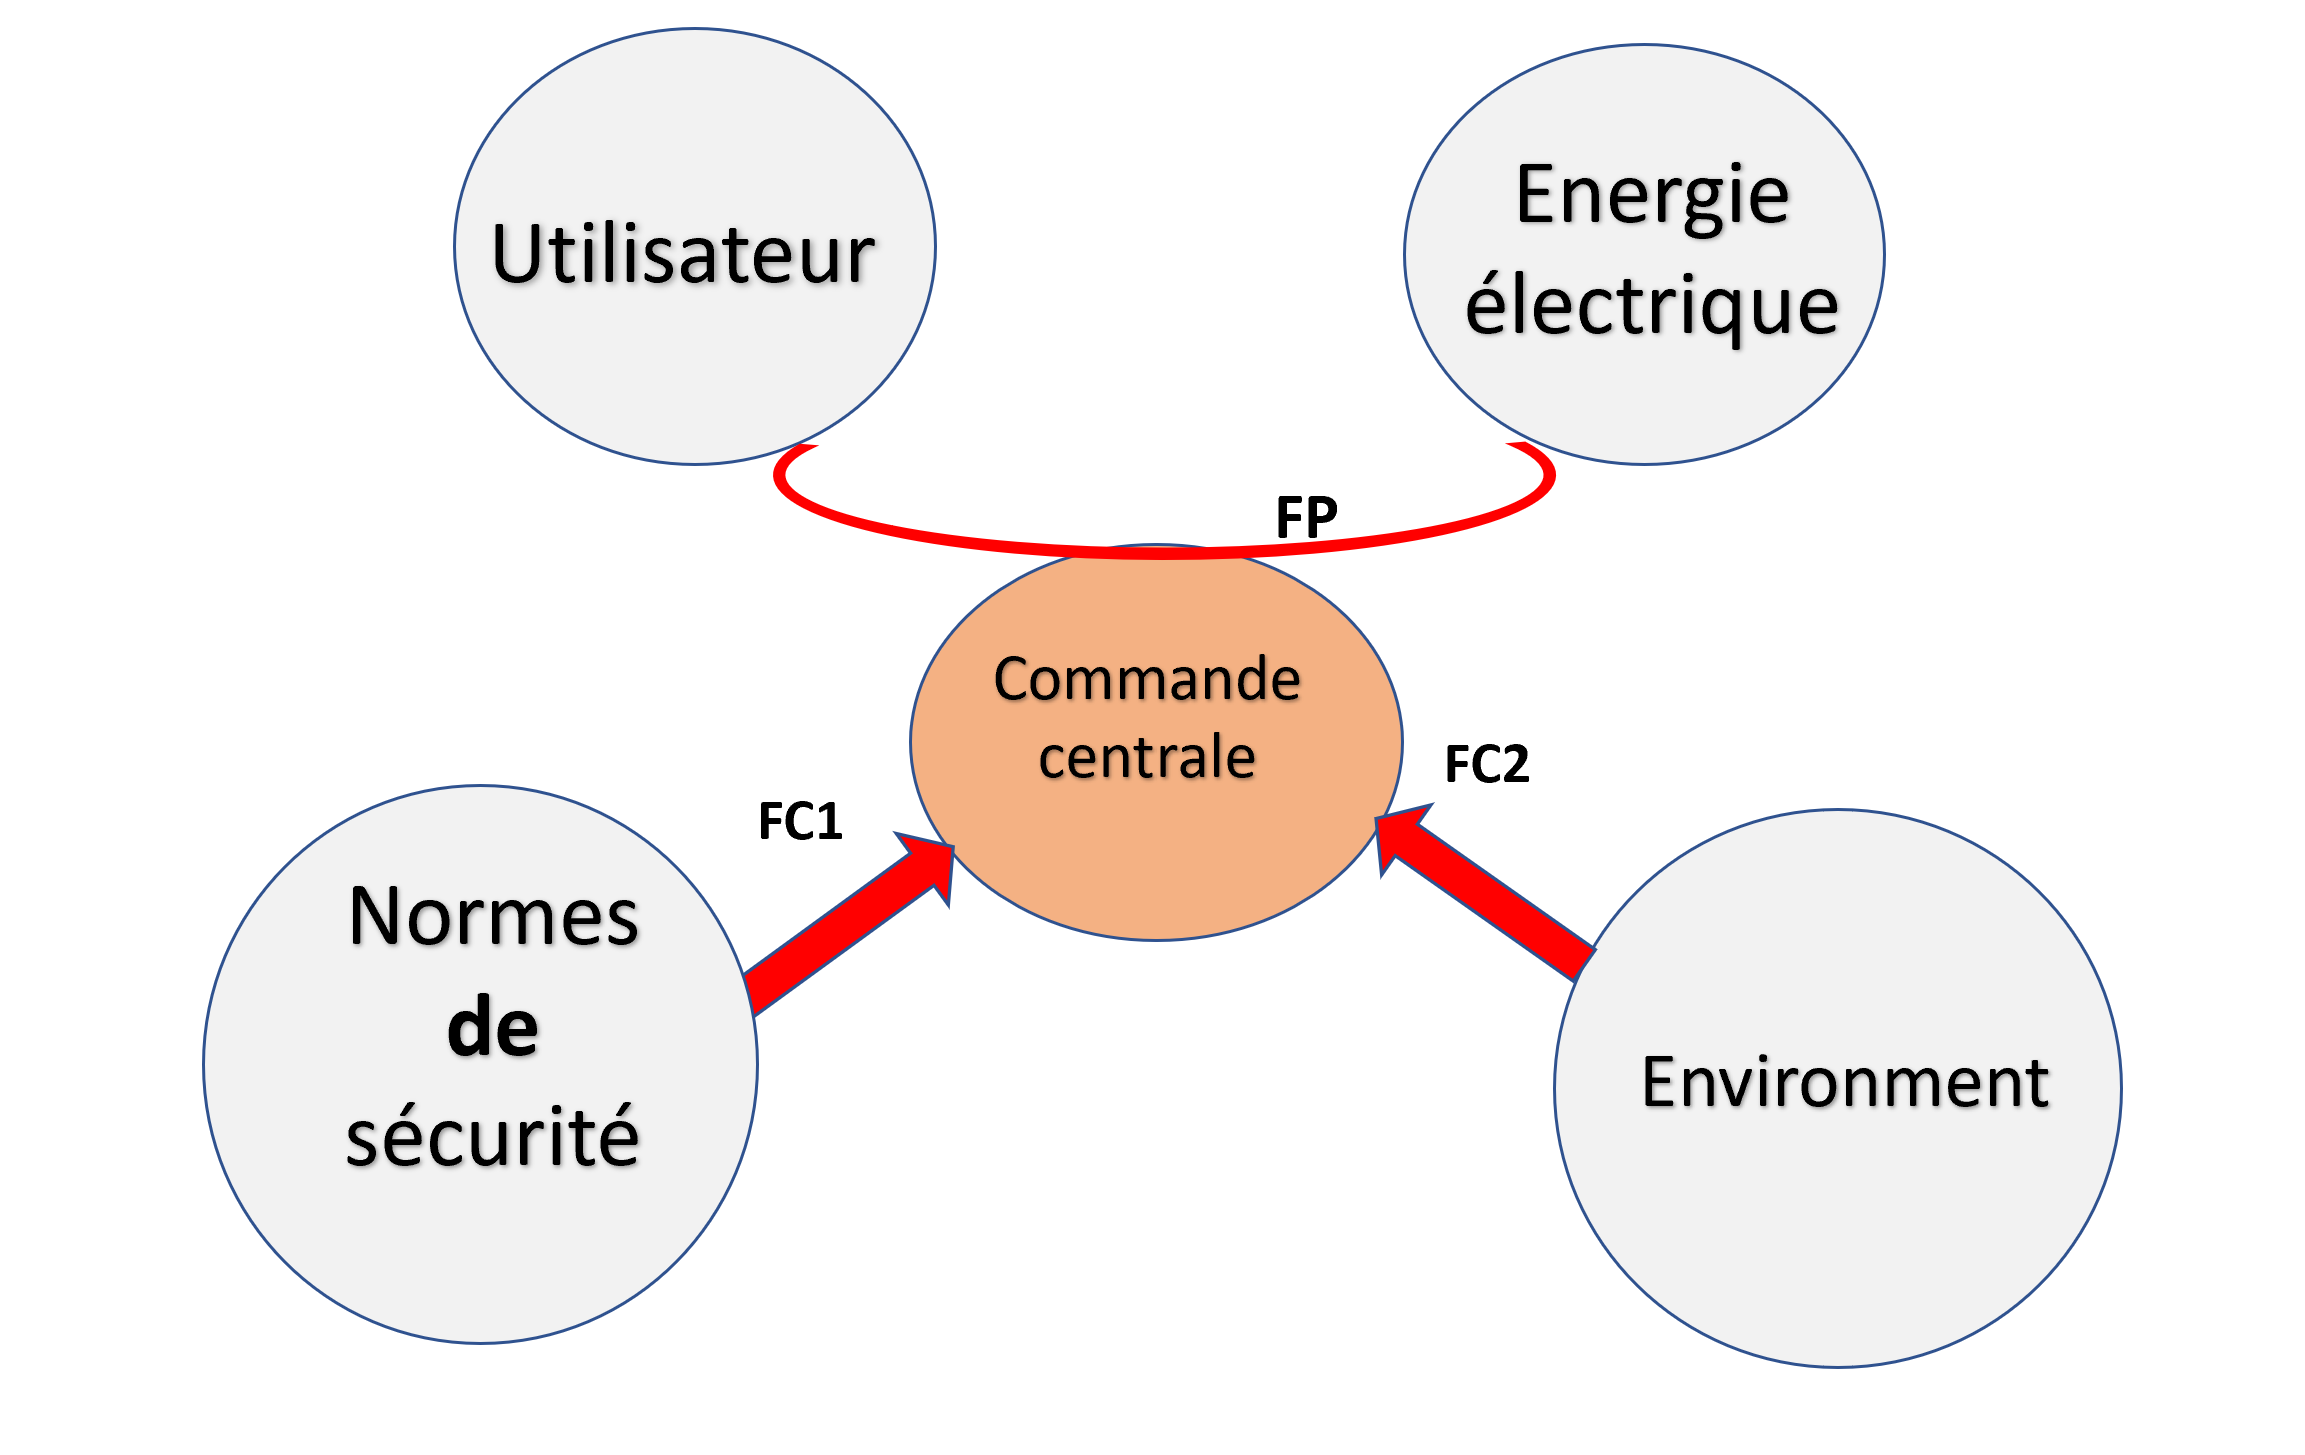 Utilisateur
Energie
électrique
FP
Commande
centrale
FC1
FC2
Normes
de
sécurité
Environment